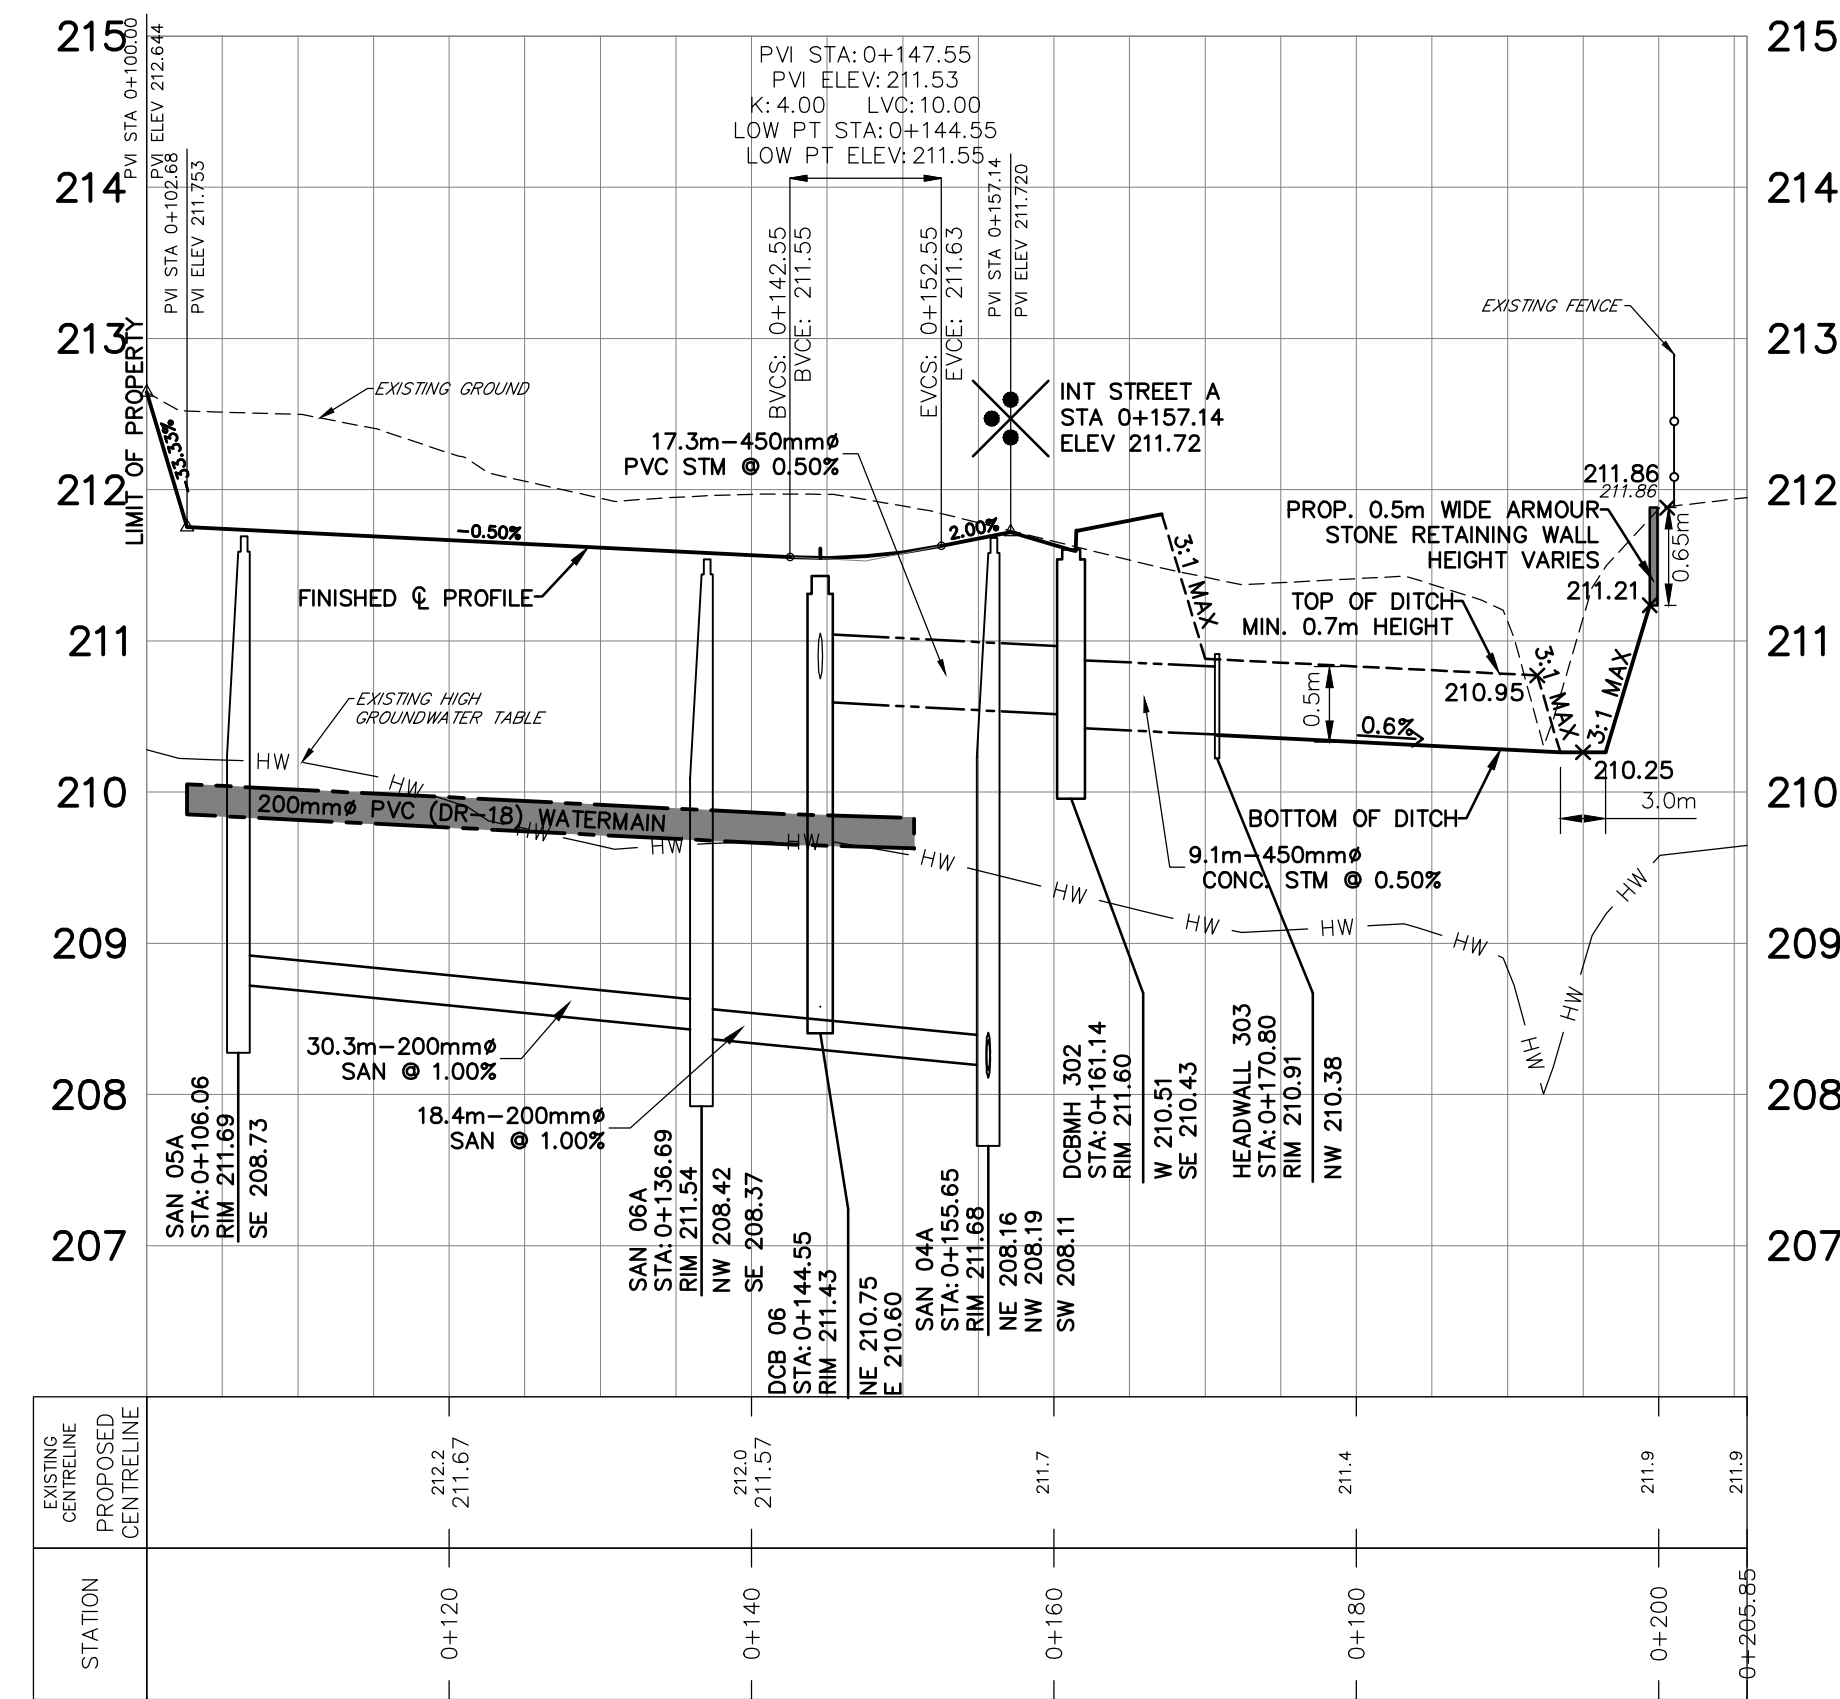 215
214
213
212
211
210
209
208
207
215
214
213
212
211
210
209
208
207
PVI STA 0+100.00
PVI ELEV 212.644
PVI STA 0+102.68
PVI ELEV 211.753
LIMIT OF PROPERTY
-33.33%
PVI STA: 0+147.55
PVI ELEV: 211.53
K: 4.00 LVC: 10.00
LOW PT STA: 0+144.55
LOW PT ELEV: 211.55
BVCS: 0+142.55
BVCE: 211.55
EVCS: 0+152.55
EVCE: 211.63
PVI STA 0+157.14
PVI ELEV 211.720
EXISTING GROUND
17.3m-450mmø
PVC STM @ 0.50%
INT STREET A
STA 0+157.14
ELEV 211.72
EXISTING FENCE
211.86
211.86
PROP. 0.5m WIDE ARMOUR
STONE RETAINING WALL
HEIGHT VARIES
0.65m
211.21
-0.50%
2.00%
FINISHED ℄ PROFILE
3:1 MAX
TOP OF DITCH
MIN. 0.7m HEIGHT
210.95
3:1 MAX
3:1 MAX
0.5m
0.6%
210.25
3.0m
BOTTOM OF DITCH
EXISTING HIGH
GROUNDWATER TABLE
HW
HW
HW
HW
HW
HW
HW
HW
HW
HW
HW
HW
HW
200mmø PVC (DR-18) WATERMAIN
9.1m-450mmø
CONC. STM @ 0.50%
30.3m-200mmø
SAN @ 1.00%
18.4m-200mmø
SAN @ 1.00%
SAN 05A
STA: 0+106.06
RIM 211.69
SE 208.73
SAN 06A
STA: 0+136.69
RIM 211.54
NW 208.42
SE 208.37
DCB 06
STA: 0+144.55
RIM 211.43
NE 210.75
E 210.60
SAN 04A
STA: 0+155.65
RIM 211.68
NE 208.16
NW 208.19
SW 208.11
DCBMH 302
STA: 0+161.14
RIM 211.60
W 210.51
SE 210.43
HEADWALL 303
STA: 0+170.80
RIM 210.91
NW 210.38
EXISTING
CENTRELINE
PROPOSED
CENTRELINE
212.2
211.67
212.0
211.57
211.7
211.4
211.9
211.9
STATION
0+120
0+140
0+160
0+180
0+200
0+205.85